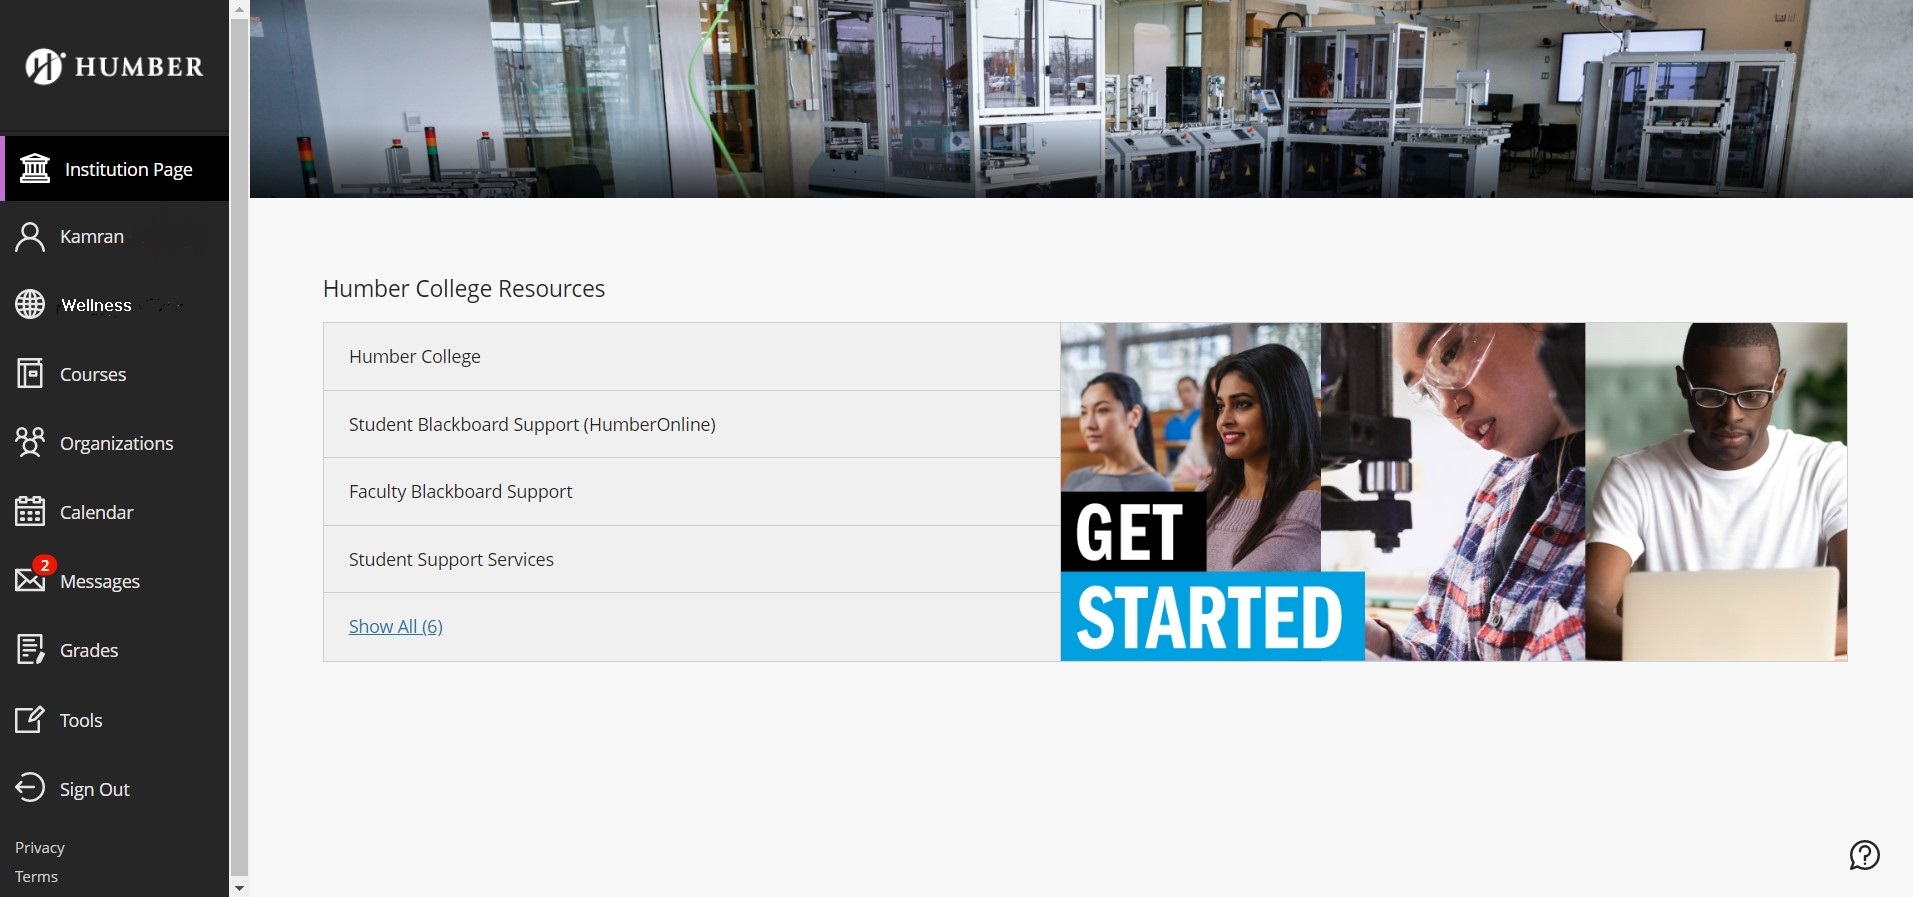 HUMBER
Institution Page
Kamran
Wellness
Courses
Organizations
Calendar
2
Messages
Grades
Tools
Sign Out
Privacy
Terms
Humber College Resources
Humber College
Student Blackboard Support (HumberOnline)
Faculty Blackboard Support
Student Support Services
Show All (6)
GET
STARTED